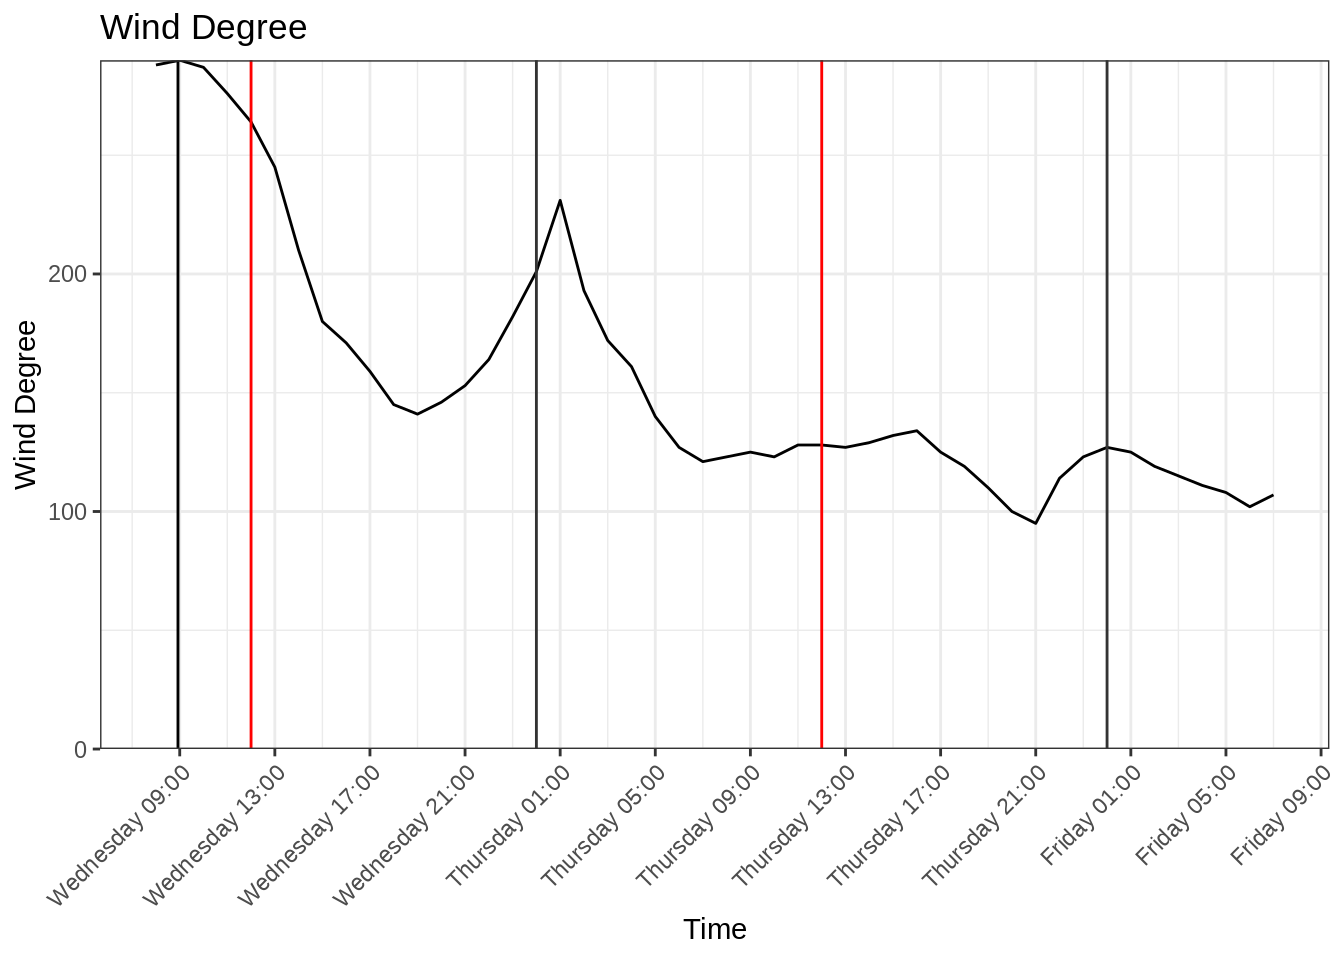 Wind Degree
Wind Degree
200
100
0
Wednesday 09:00
Wednesday 13:00
Wednesday 17:00
Wednesday 21:00
Thursday 01:00
Thursday 05:00
Thursday 09:00
Thursday 13:00
Thursday 17:00
Thursday 21:00
Friday 01:00
Friday 05:00
Friday 09:00
Time